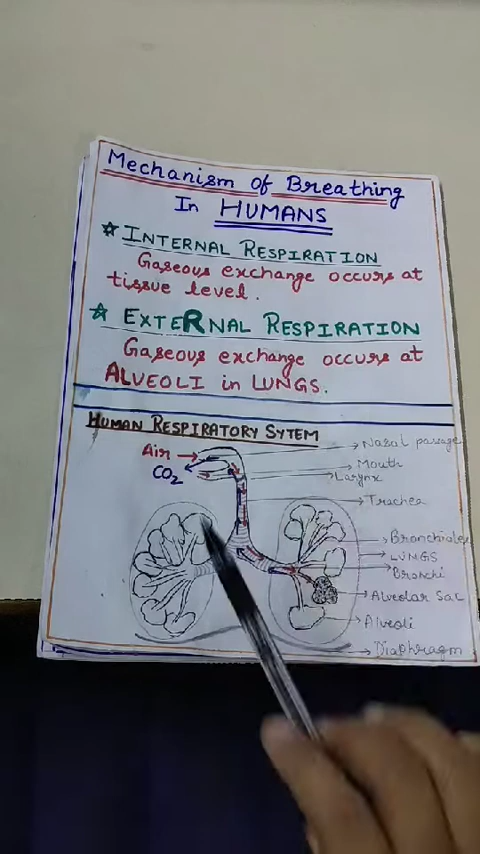 Mechanism of Breathing
In HUMANS
☆ INTERNAL RESPIRATION
Gaseous exchange occurs at
tissue level.
☆ EXTERNAL RESPIRATION
Gaseous exchange occurs at
ALVEOLI in LUNGS.
HUMAN RESPIRATORY SYTEM
Air
CO2
Nasal passage
Mouth
Larynx
Trachea
Bronchioles
LUNGS
Bronchi
Alveolar Sac
Alveoli
Diaphragm